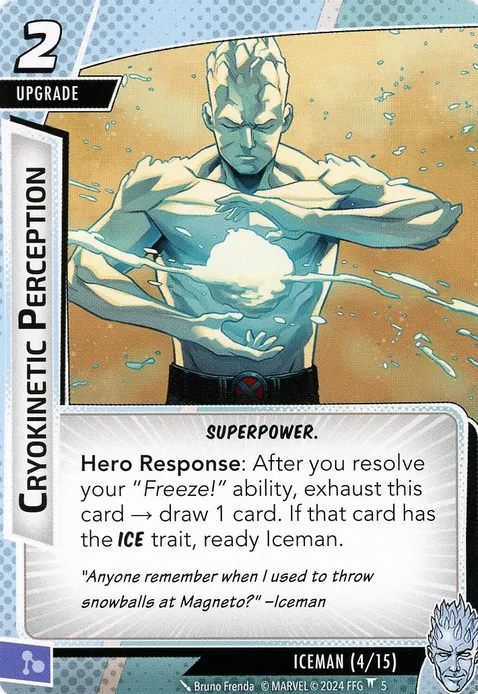 2
UPGRADE
CRYOKINETIC PERCEPTION
SUPERPOWER.
Hero Response: After you resolve
your "Freeze!" ability, exhaust this
card → draw 1 card. If that card has
the ICE trait, ready Iceman.
"Anyone remember when I used to throw
snowballs at Magneto?" –Iceman
ICEMAN (4/15)
Bruno Frenda © MARVEL © 2024 FFG 5